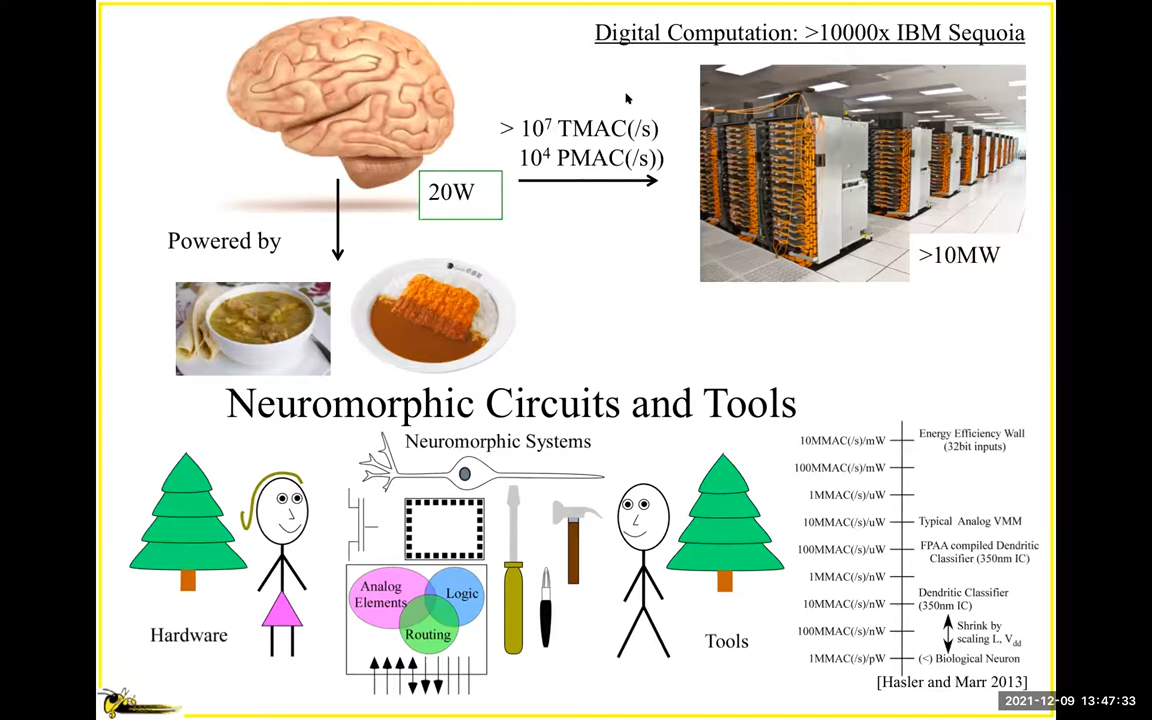 Digital Computation: >10000x IBM Sequoia
> 10⁷ TMAC(/s)
10⁴ PMAC(/s))
20W
Powered by
>10MW
Neuromorphic Circuits and Tools
Neuromorphic Systems
Analog
Elements
Logic
Routing
Hardware
Tools
10MMAC(/s)/mW
Energy Efficiency Wall
(32bit inputs)
100MMAC(/s)/mW
1MMAC(/s)/uW
10MMAC(/s)/uW
Typical Analog VMM
100MMAC(/s)/uW
FPAA compiled Dendritic
Classifier (350nm IC)
1MMAC(/s)/nW
10MMAC(/s)/nW
Dendritic Classifier
(350nm IC)
100MMAC(/s)/nW
Shrink by
scaling L, Vdd
1MMAC(/s)/pW
(<) Biological Neuron
[Hasler and Marr 2013]
2021-12-09 13:47:33